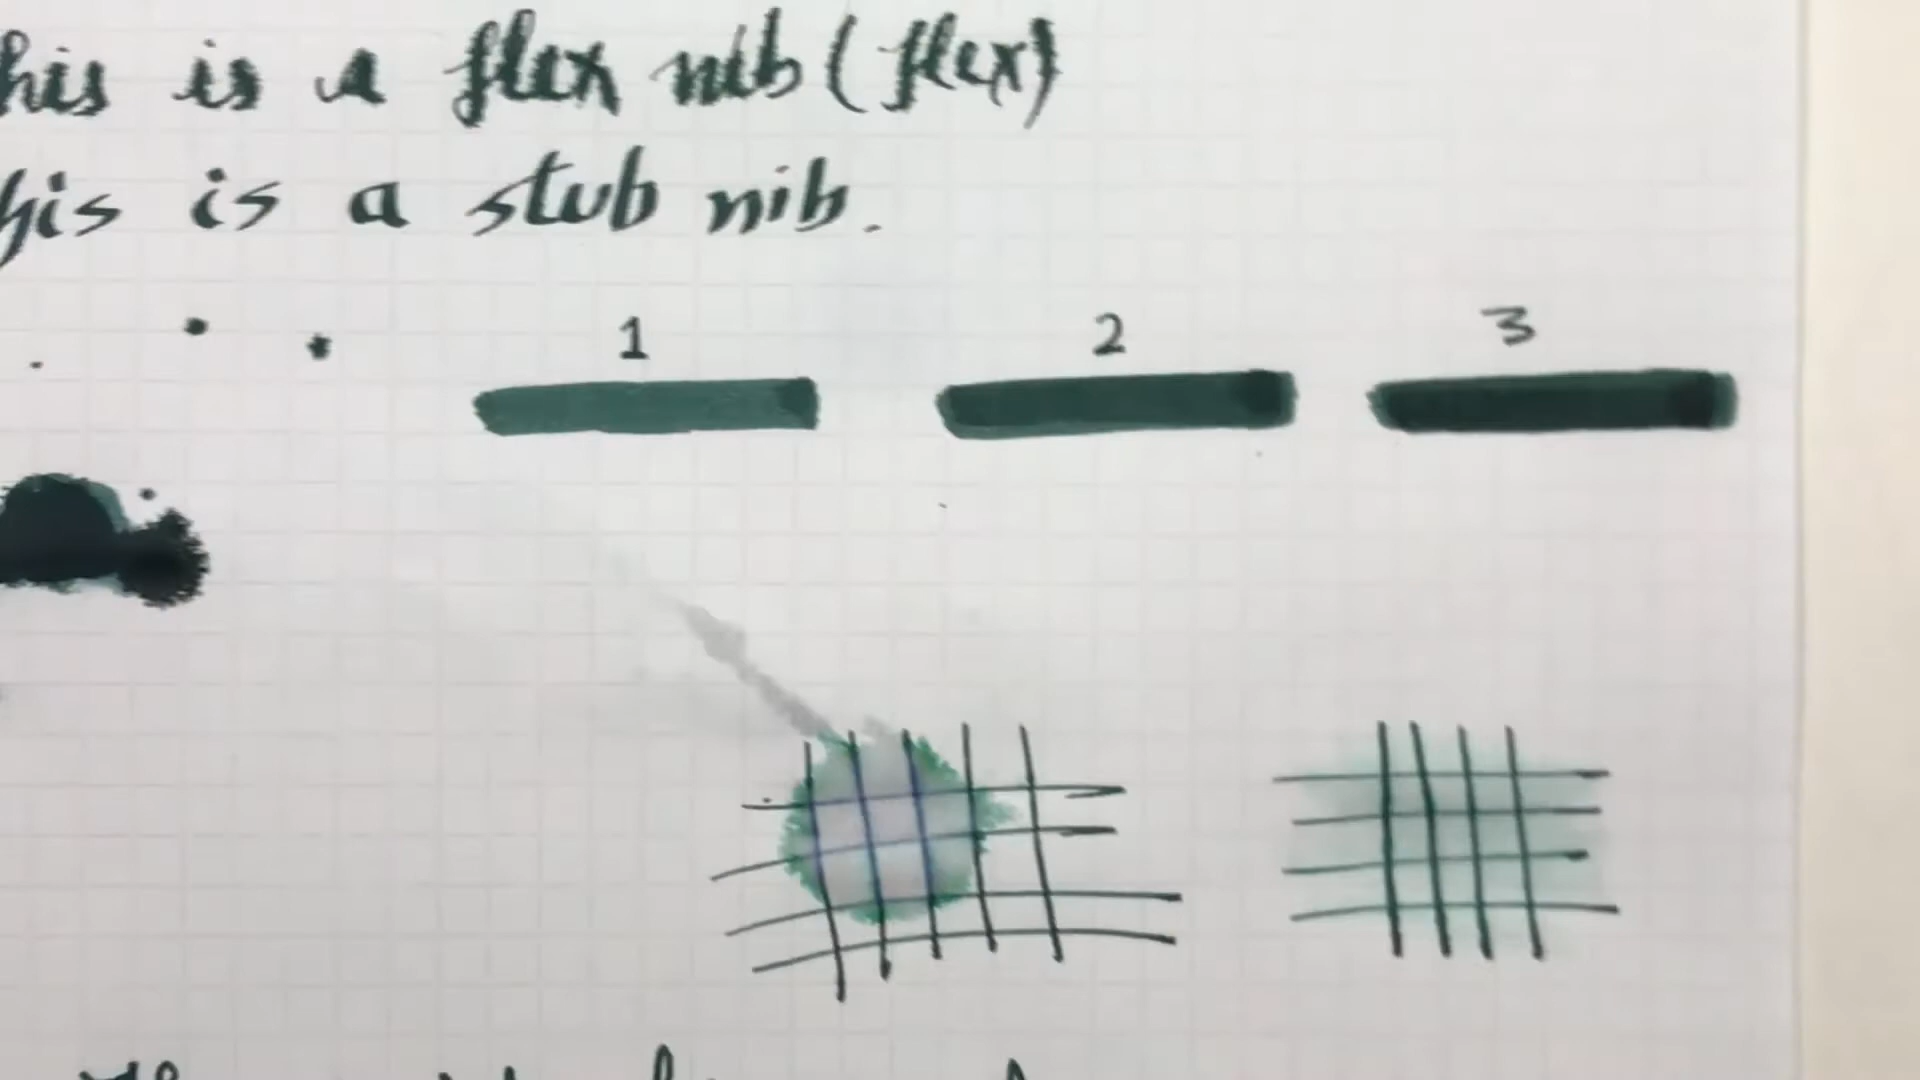 his is a flex nib (flex)
his is a stub nib.
1 2 3